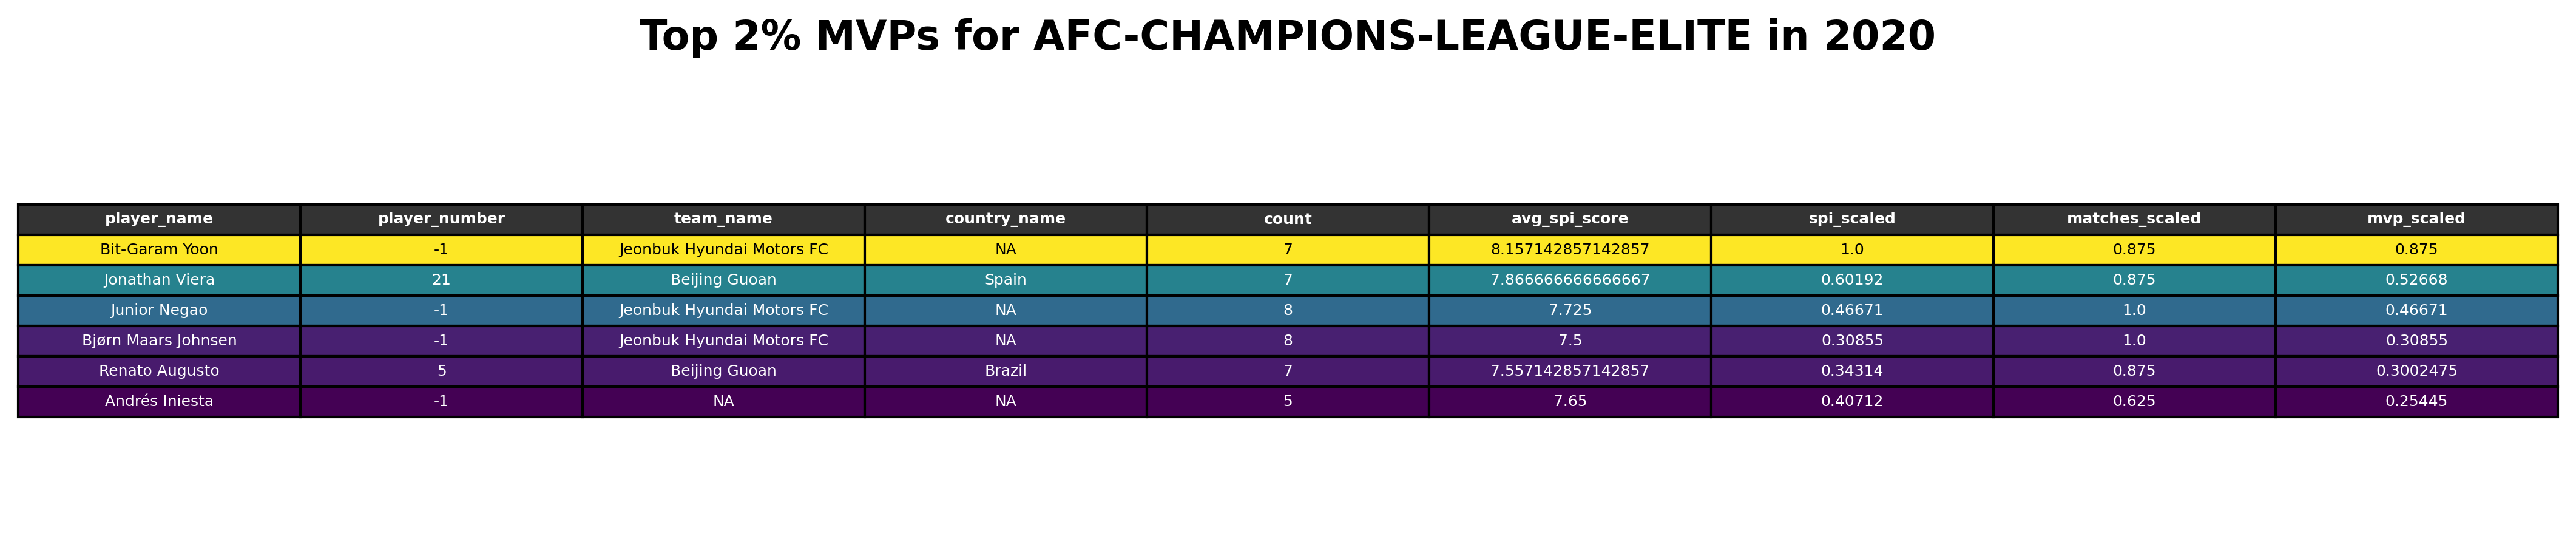 Top 2% MVPs for AFC-CHAMPIONS-LEAGUE-ELITE in 2020
player_name player_number team_name country_name count avg_spi_score spi_scaled matches_scaled mvp_scaled
Bit-Garam Yoon -1 Jeonbuk Hyundai Motors FC NA 7 8.157142857142857 1.0 0.875 0.875
Jonathan Viera 21 Beijing Guoan Spain 7 7.866666666666667 0.60192 0.875 0.52668
Junior Negao -1 Jeonbuk Hyundai Motors FC NA 8 7.725 0.46671 1.0 0.46671
Bjørn Maars Johnsen -1 Jeonbuk Hyundai Motors FC NA 8 7.5 0.30855 1.0 0.30855
Renato Augusto 5 Beijing Guoan Brazil 7 7.557142857142857 0.34314 0.875 0.3002475
Andrés Iniesta -1 NA NA 5 7.65 0.40712 0.625 0.25445